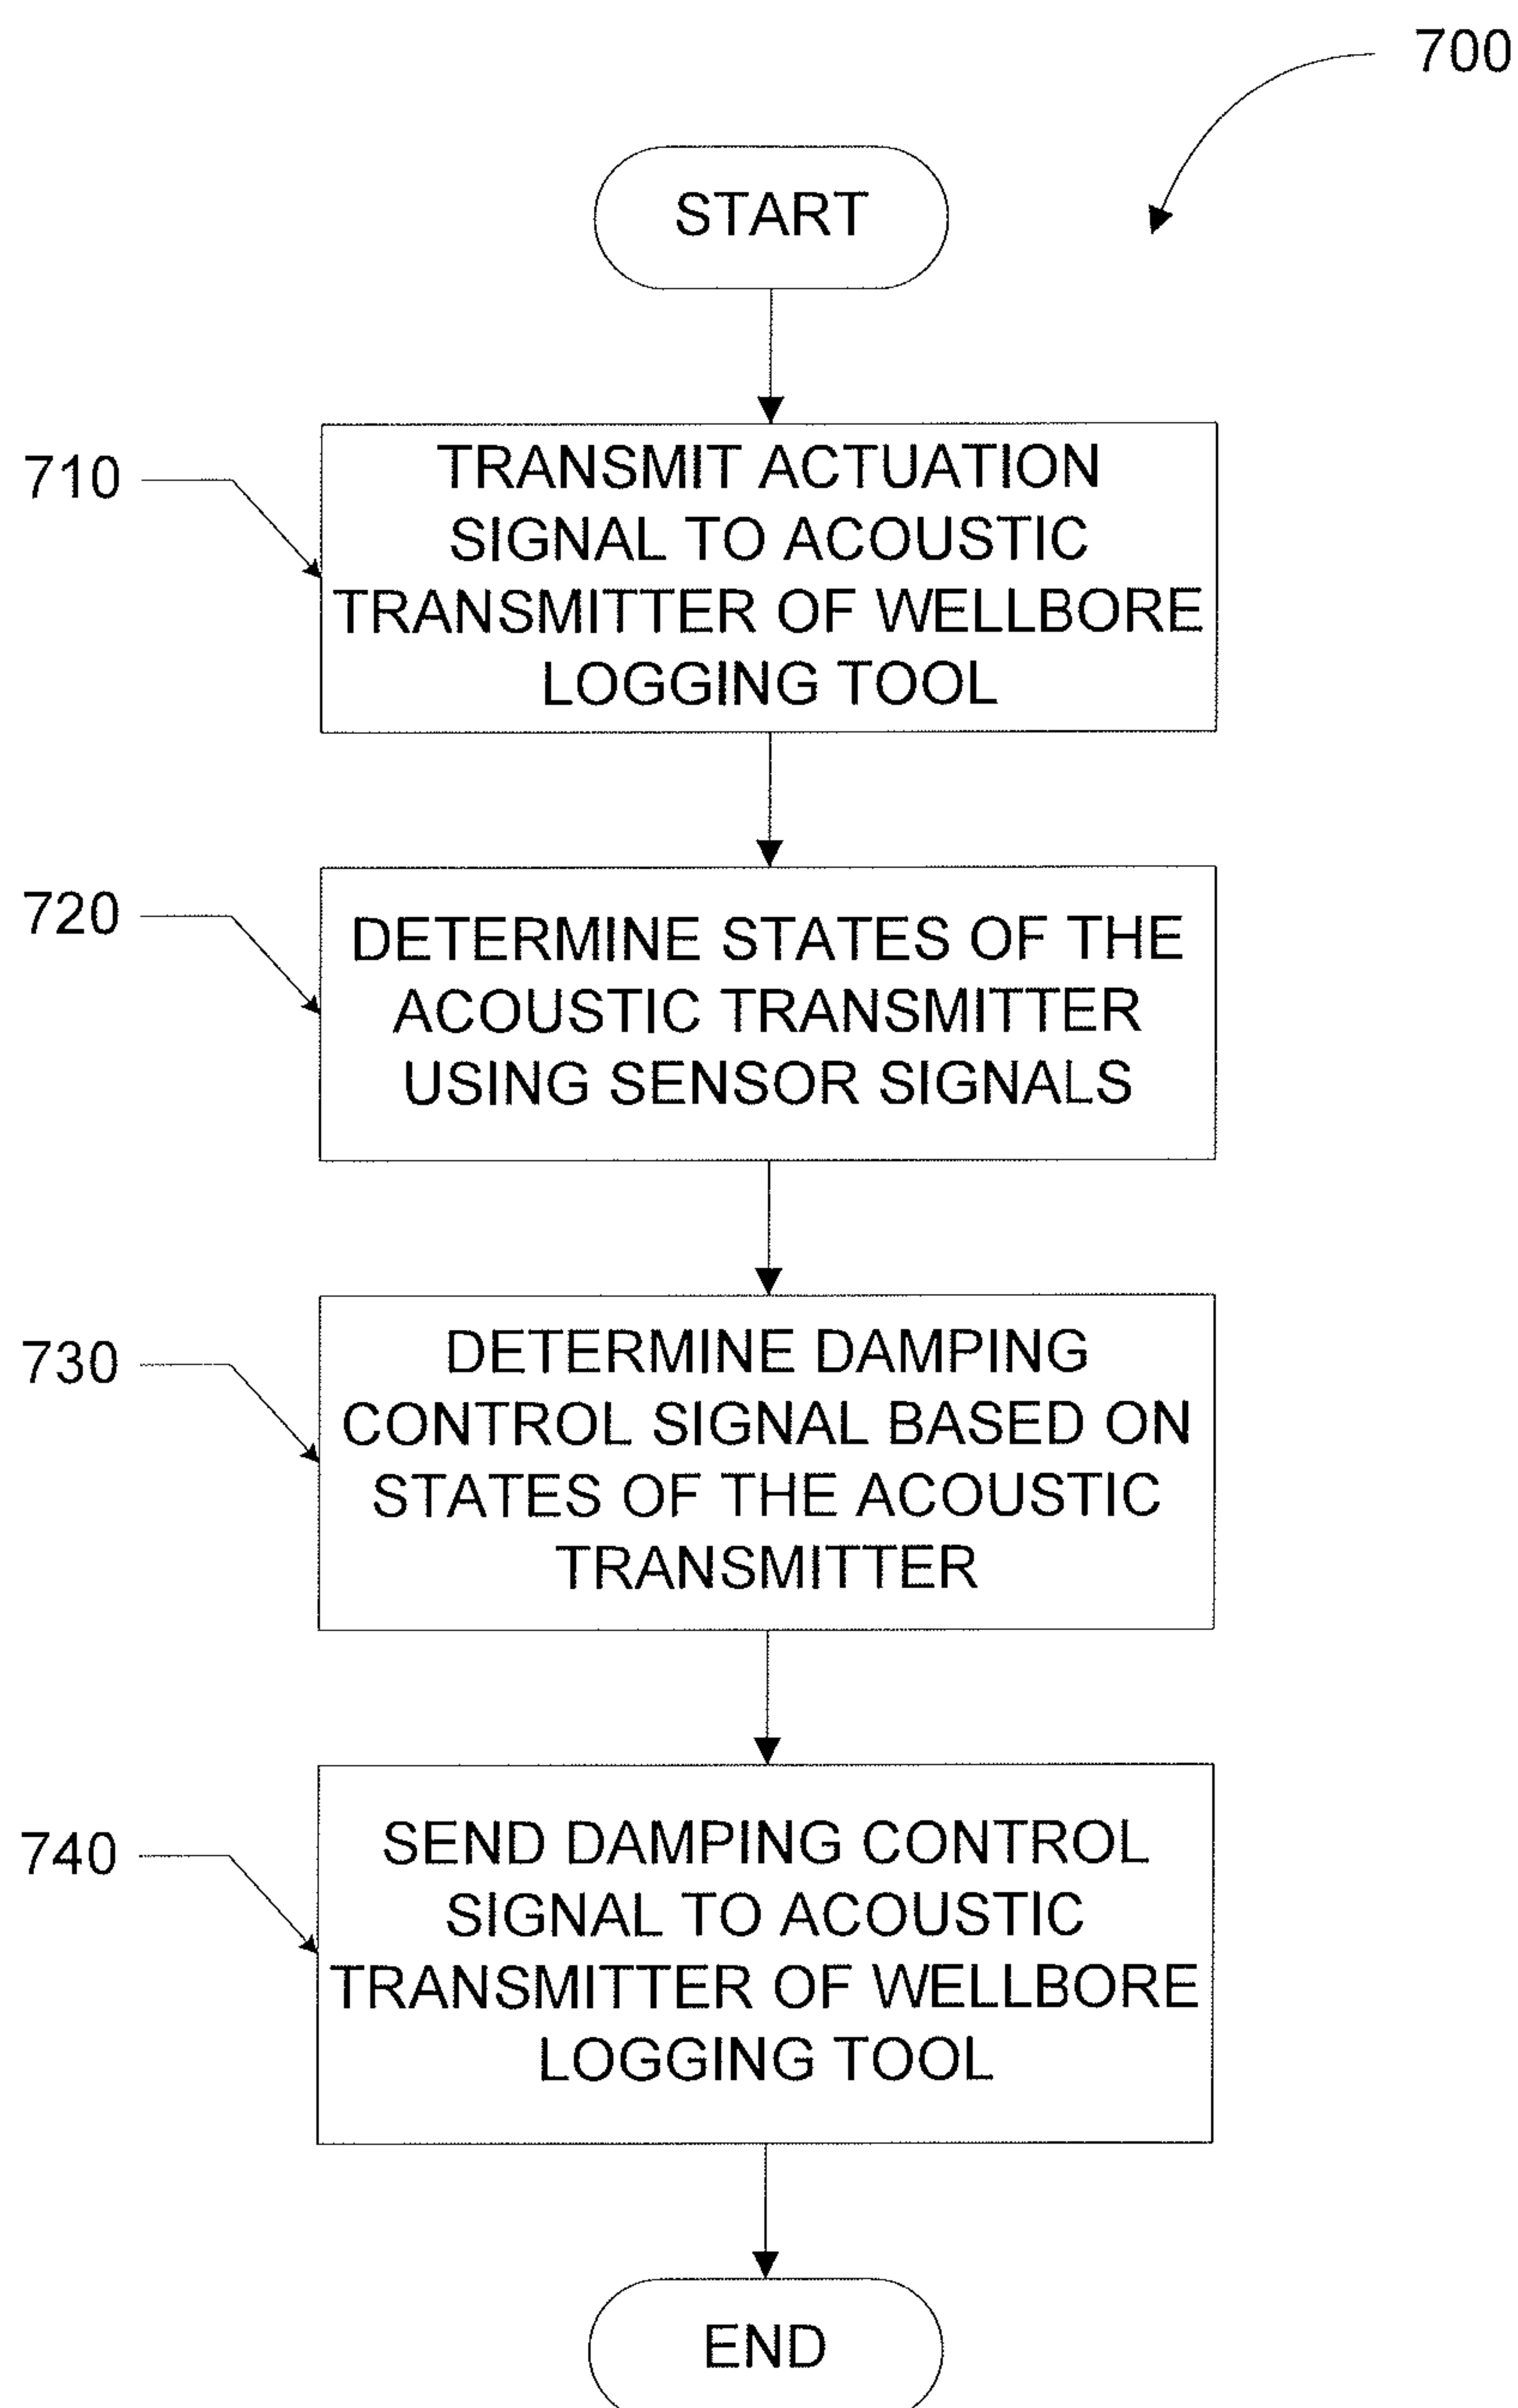 700
START
710
TRANSMIT ACTUATION
SIGNAL TO ACOUSTIC
TRANSMITTER OF WELLBORE
LOGGING TOOL
720
DETERMINE STATES OF THE
ACOUSTIC TRANSMITTER
USING SENSOR SIGNALS
730
DETERMINE DAMPING
CONTROL SIGNAL BASED ON
STATES OF THE ACOUSTIC
TRANSMITTER
740
SEND DAMPING CONTROL
SIGNAL TO ACOUSTIC
TRANSMITTER OF WELLBORE
LOGGING TOOL
END